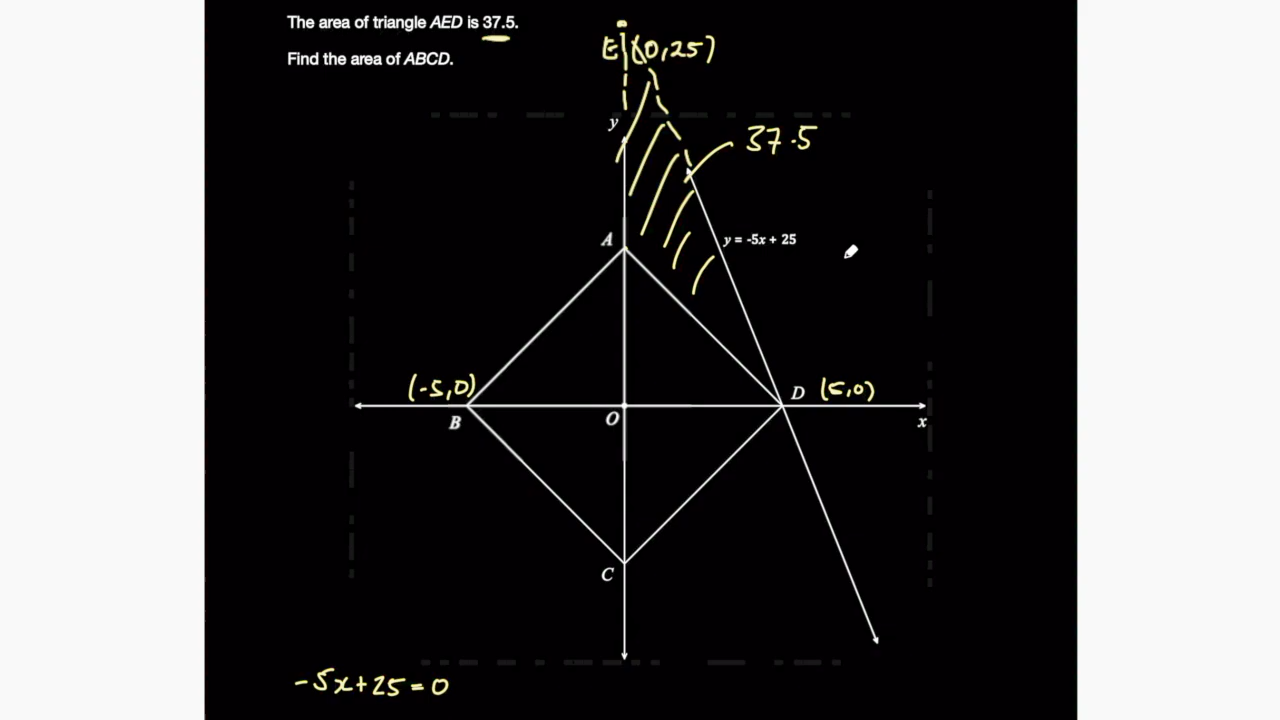 The area of triangle AED is 37.5.
Find the area of ABCD.
E (0,25)
y
37.5
A
y = -5x + 25
(-5,0)
D (5,0)
B
O
x
C
-5x+25=0